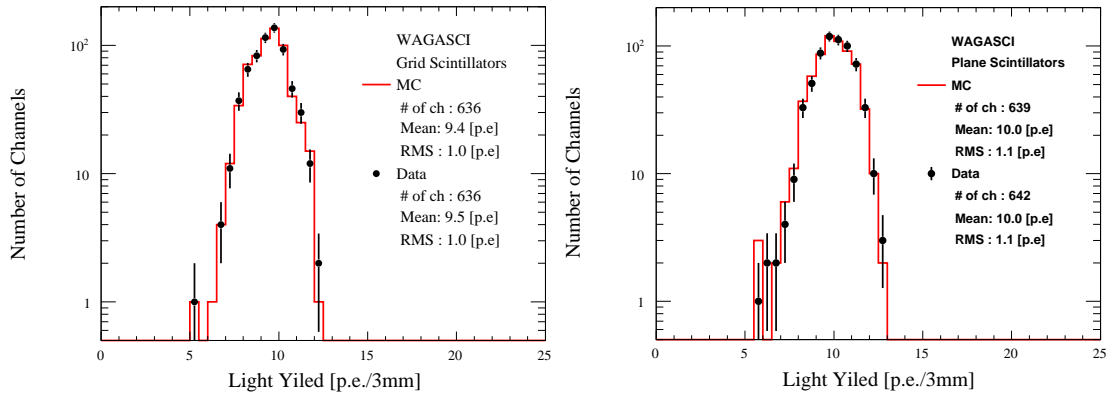 Number of Channels
10²
10
1
WAGASCI
Grid Scintillators
MC
# of ch : 636
Mean: 9.4 [p.e]
RMS : 1.0 [p.e]
Data
# of ch : 636
Mean: 9.5 [p.e]
RMS : 1.0 [p.e]
0 5 10 15 20 25
Light Yiled [p.e./3mm]
Number of Channels
10²
10
1
WAGASCI
Plane Scintillators
MC
# of ch : 639
Mean: 10.0 [p.e]
RMS : 1.1 [p.e]
Data
# of ch : 642
Mean: 10.0 [p.e]
RMS : 1.1 [p.e]
0 5 10 15 20 25
Light Yiled [p.e./3mm]